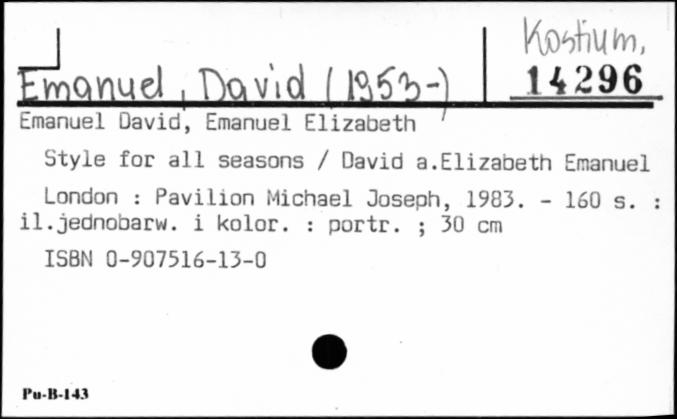 Kostium,
14296
Emanuel, David (1953-)
Emanuel David, Emanuel Elizabeth
Style for all seasons / David a.Elizabeth Emanuel
London : Pavilion Michael Joseph, 1983. - 160 s. :
il.jednobarw. i kolor. : portr. ; 30 cm
ISBN 0-907516-13-0
Pu-B-143